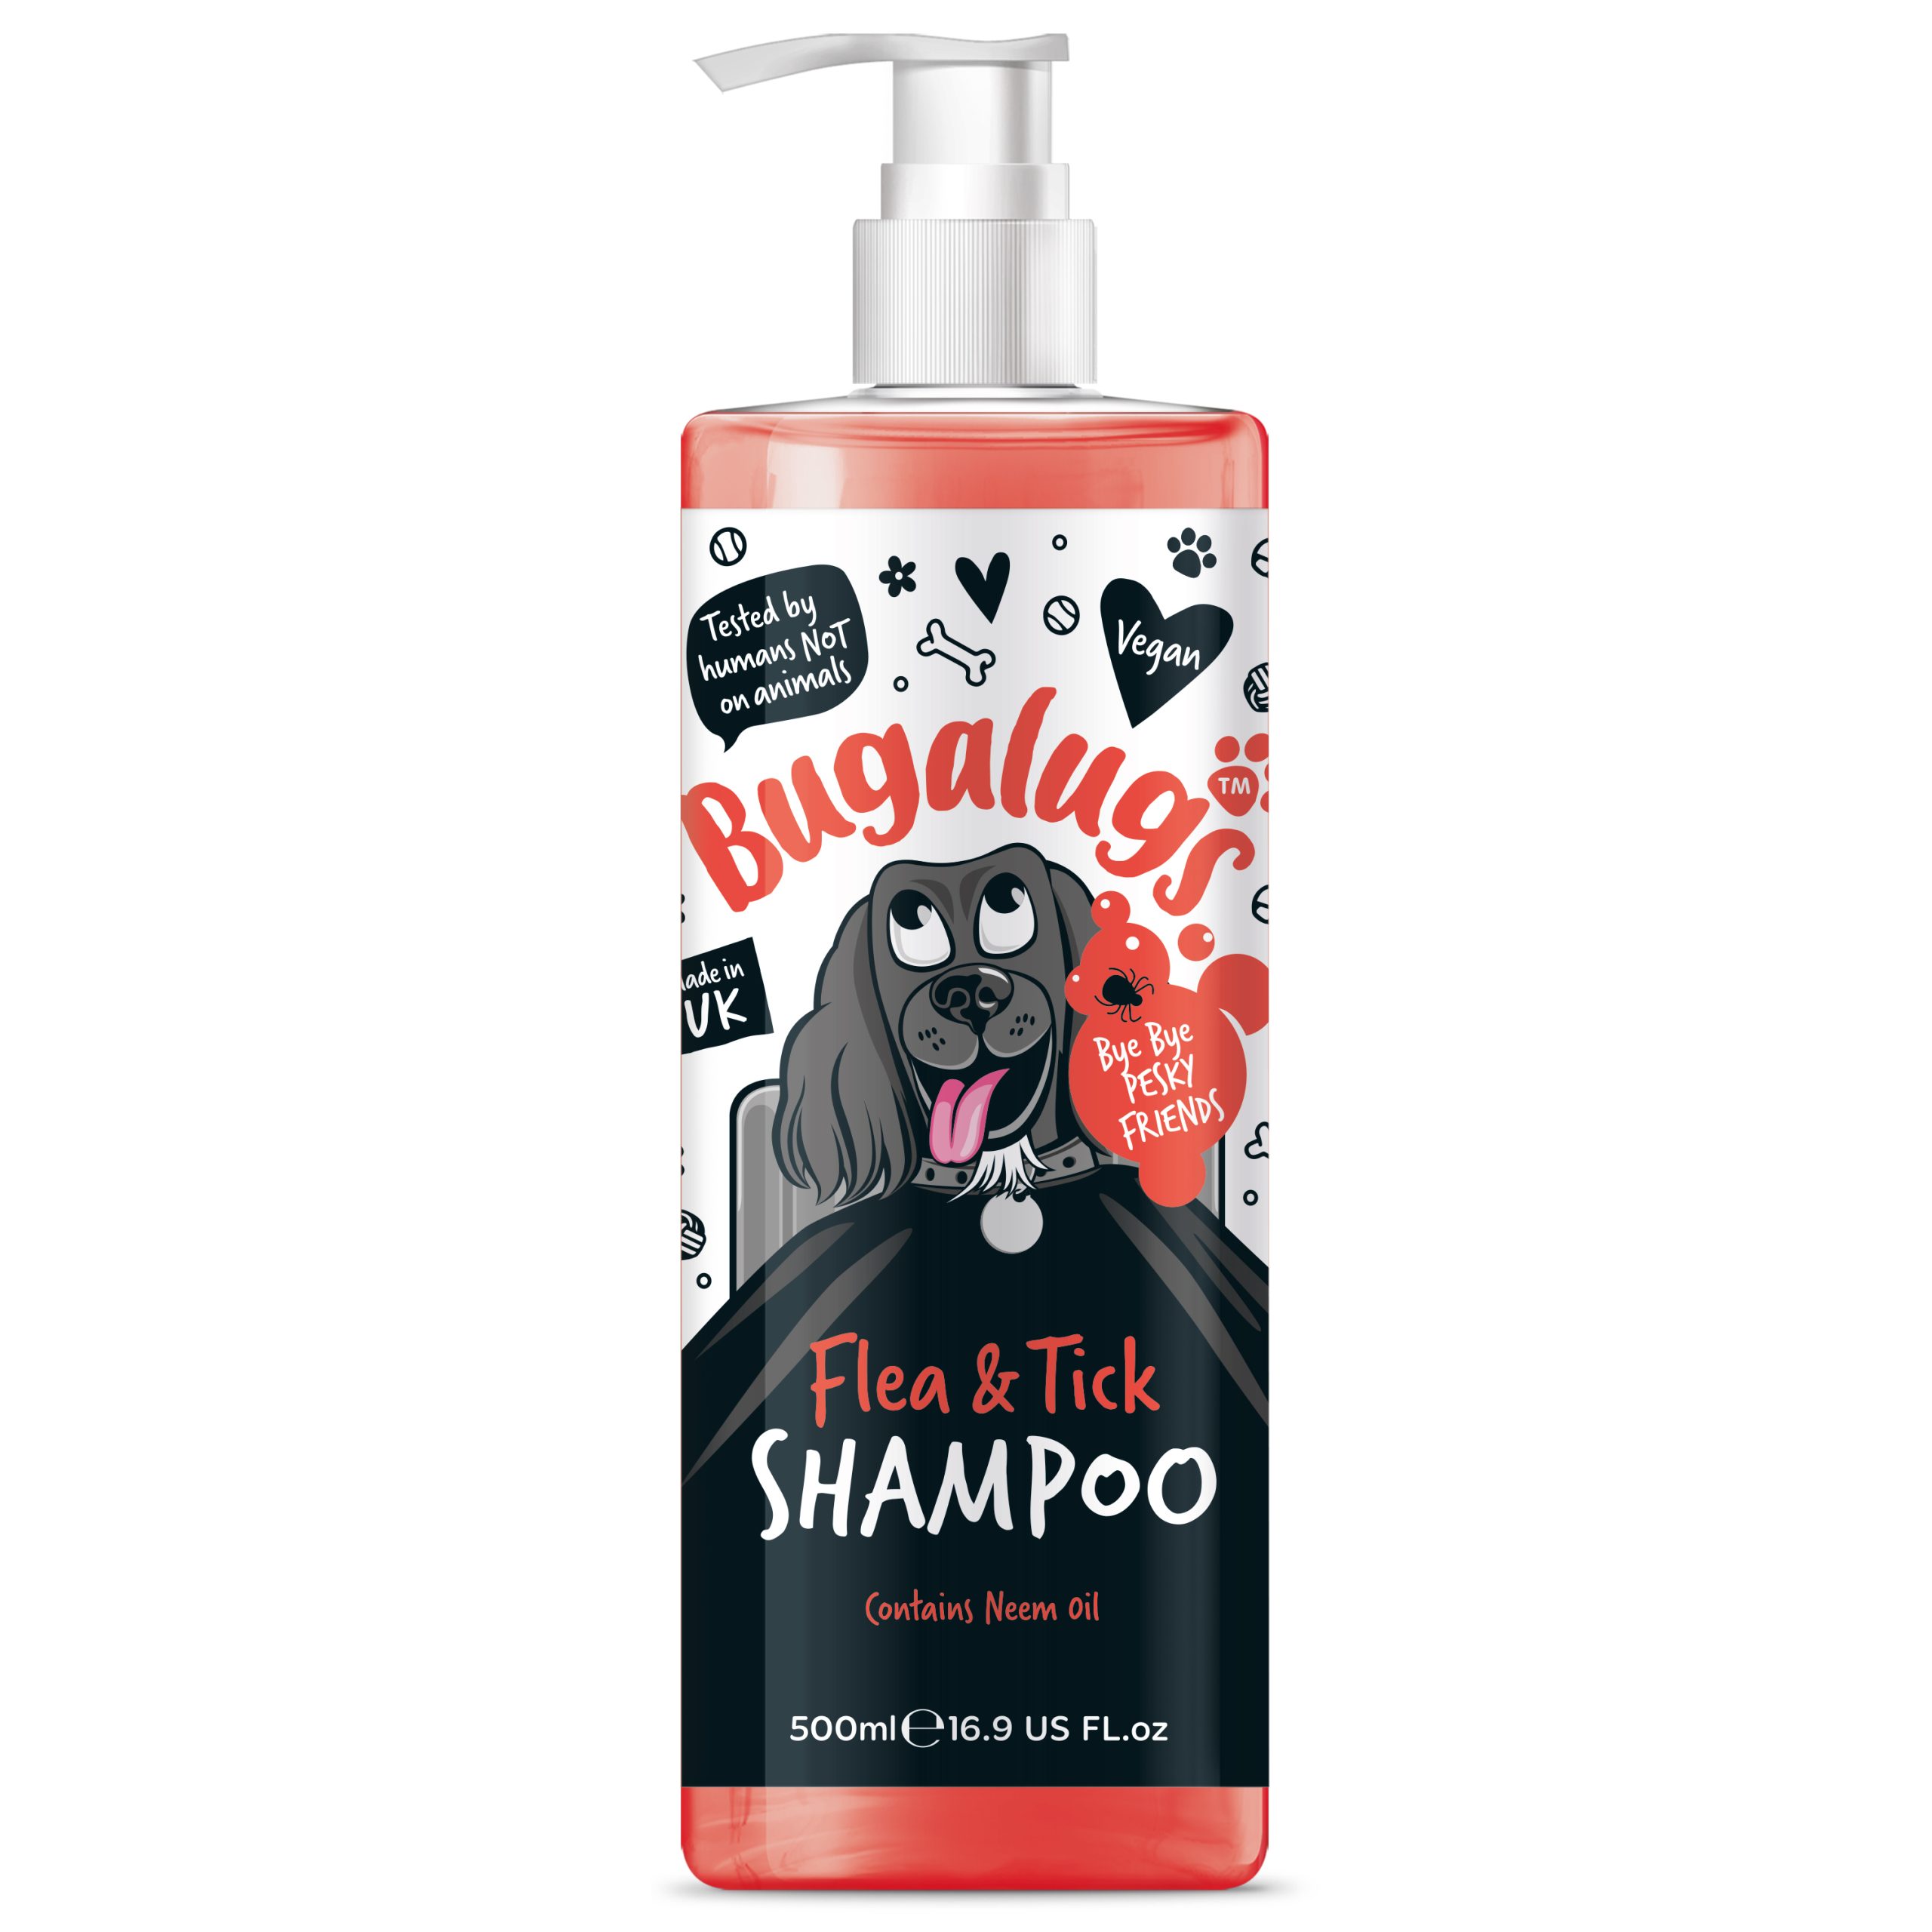 Tested by
humans NOT
on animals
Vegan
Bugalugs
TM
ade in
UK
Bye Bye
PESKY
FRIENDS
Flea & Tick
SHAMPOO
Contains Neem Oil
500ml℮16.9 US FL.oz